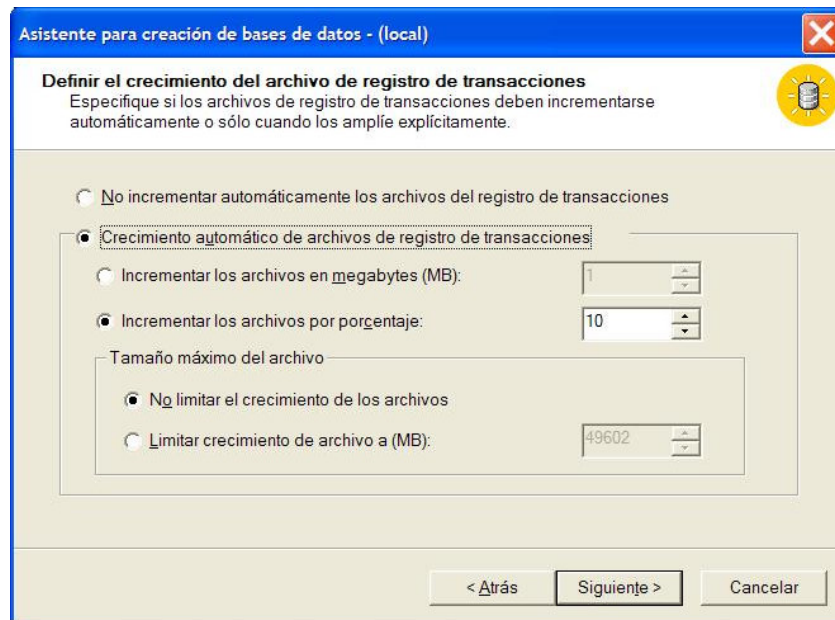 Asistente para creación de bases de datos - (local)
Definir el crecimiento del archivo de registro de transacciones
Especifique si los archivos de registro de transacciones deben incrementarse
automáticamente o sólo cuando los amplíe explícitamente.
No incrementar automáticamente los archivos del registro de transacciones
Crecimiento automático de archivos de registro de transacciones
Incrementar los archivos en megabytes (MB): 1
Incrementar los archivos por porcentaje: 10
Tamaño máximo del archivo
No limitar el crecimiento de los archivos
Limitar crecimiento de archivo a (MB): 49602
< Atrás Siguiente > Cancelar